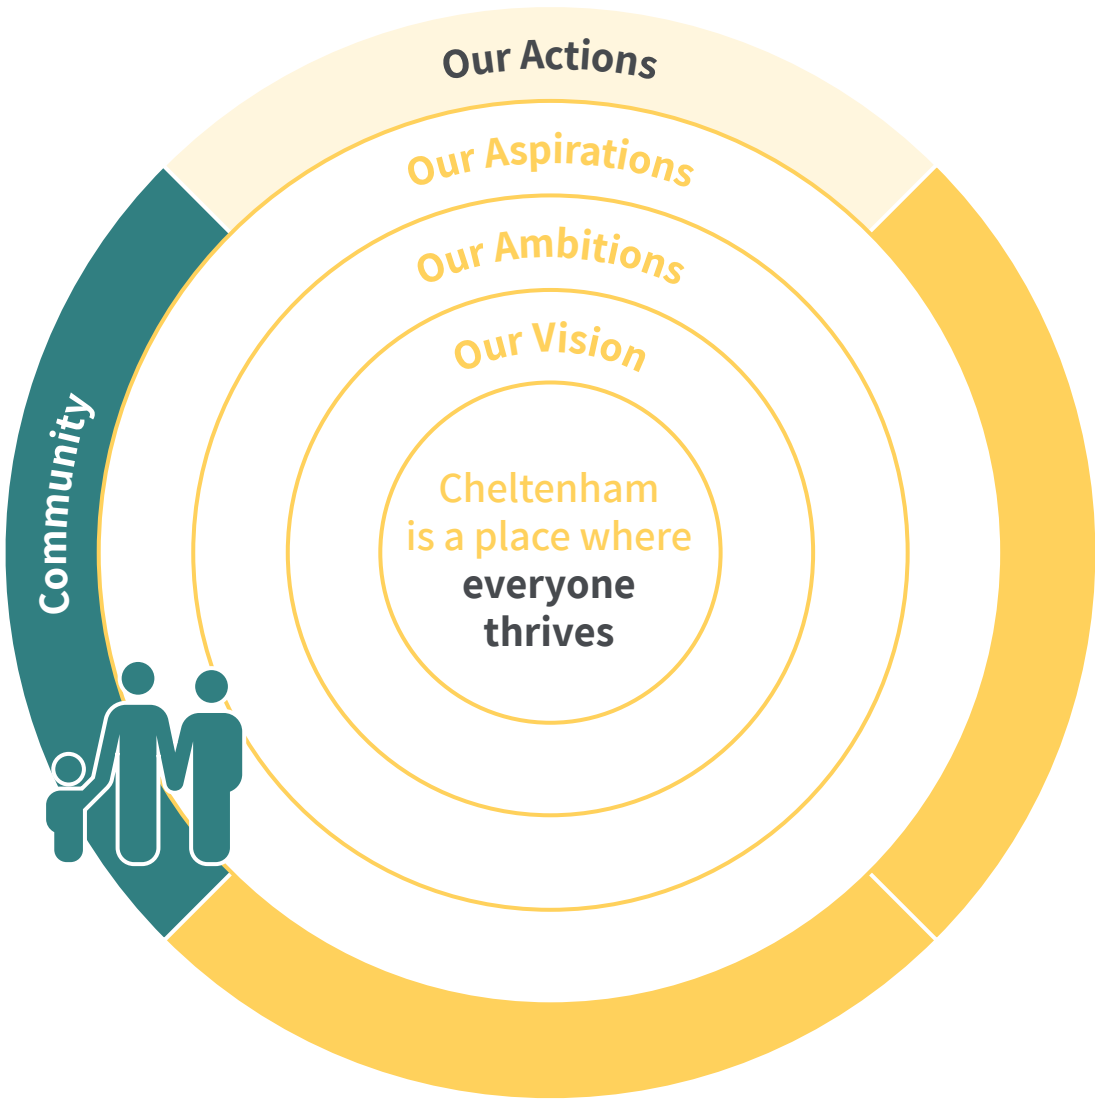 Our Actions
Our Aspirations
Our Ambitions
Our Vision
Cheltenham
is a place where
everyone
thrives
Community